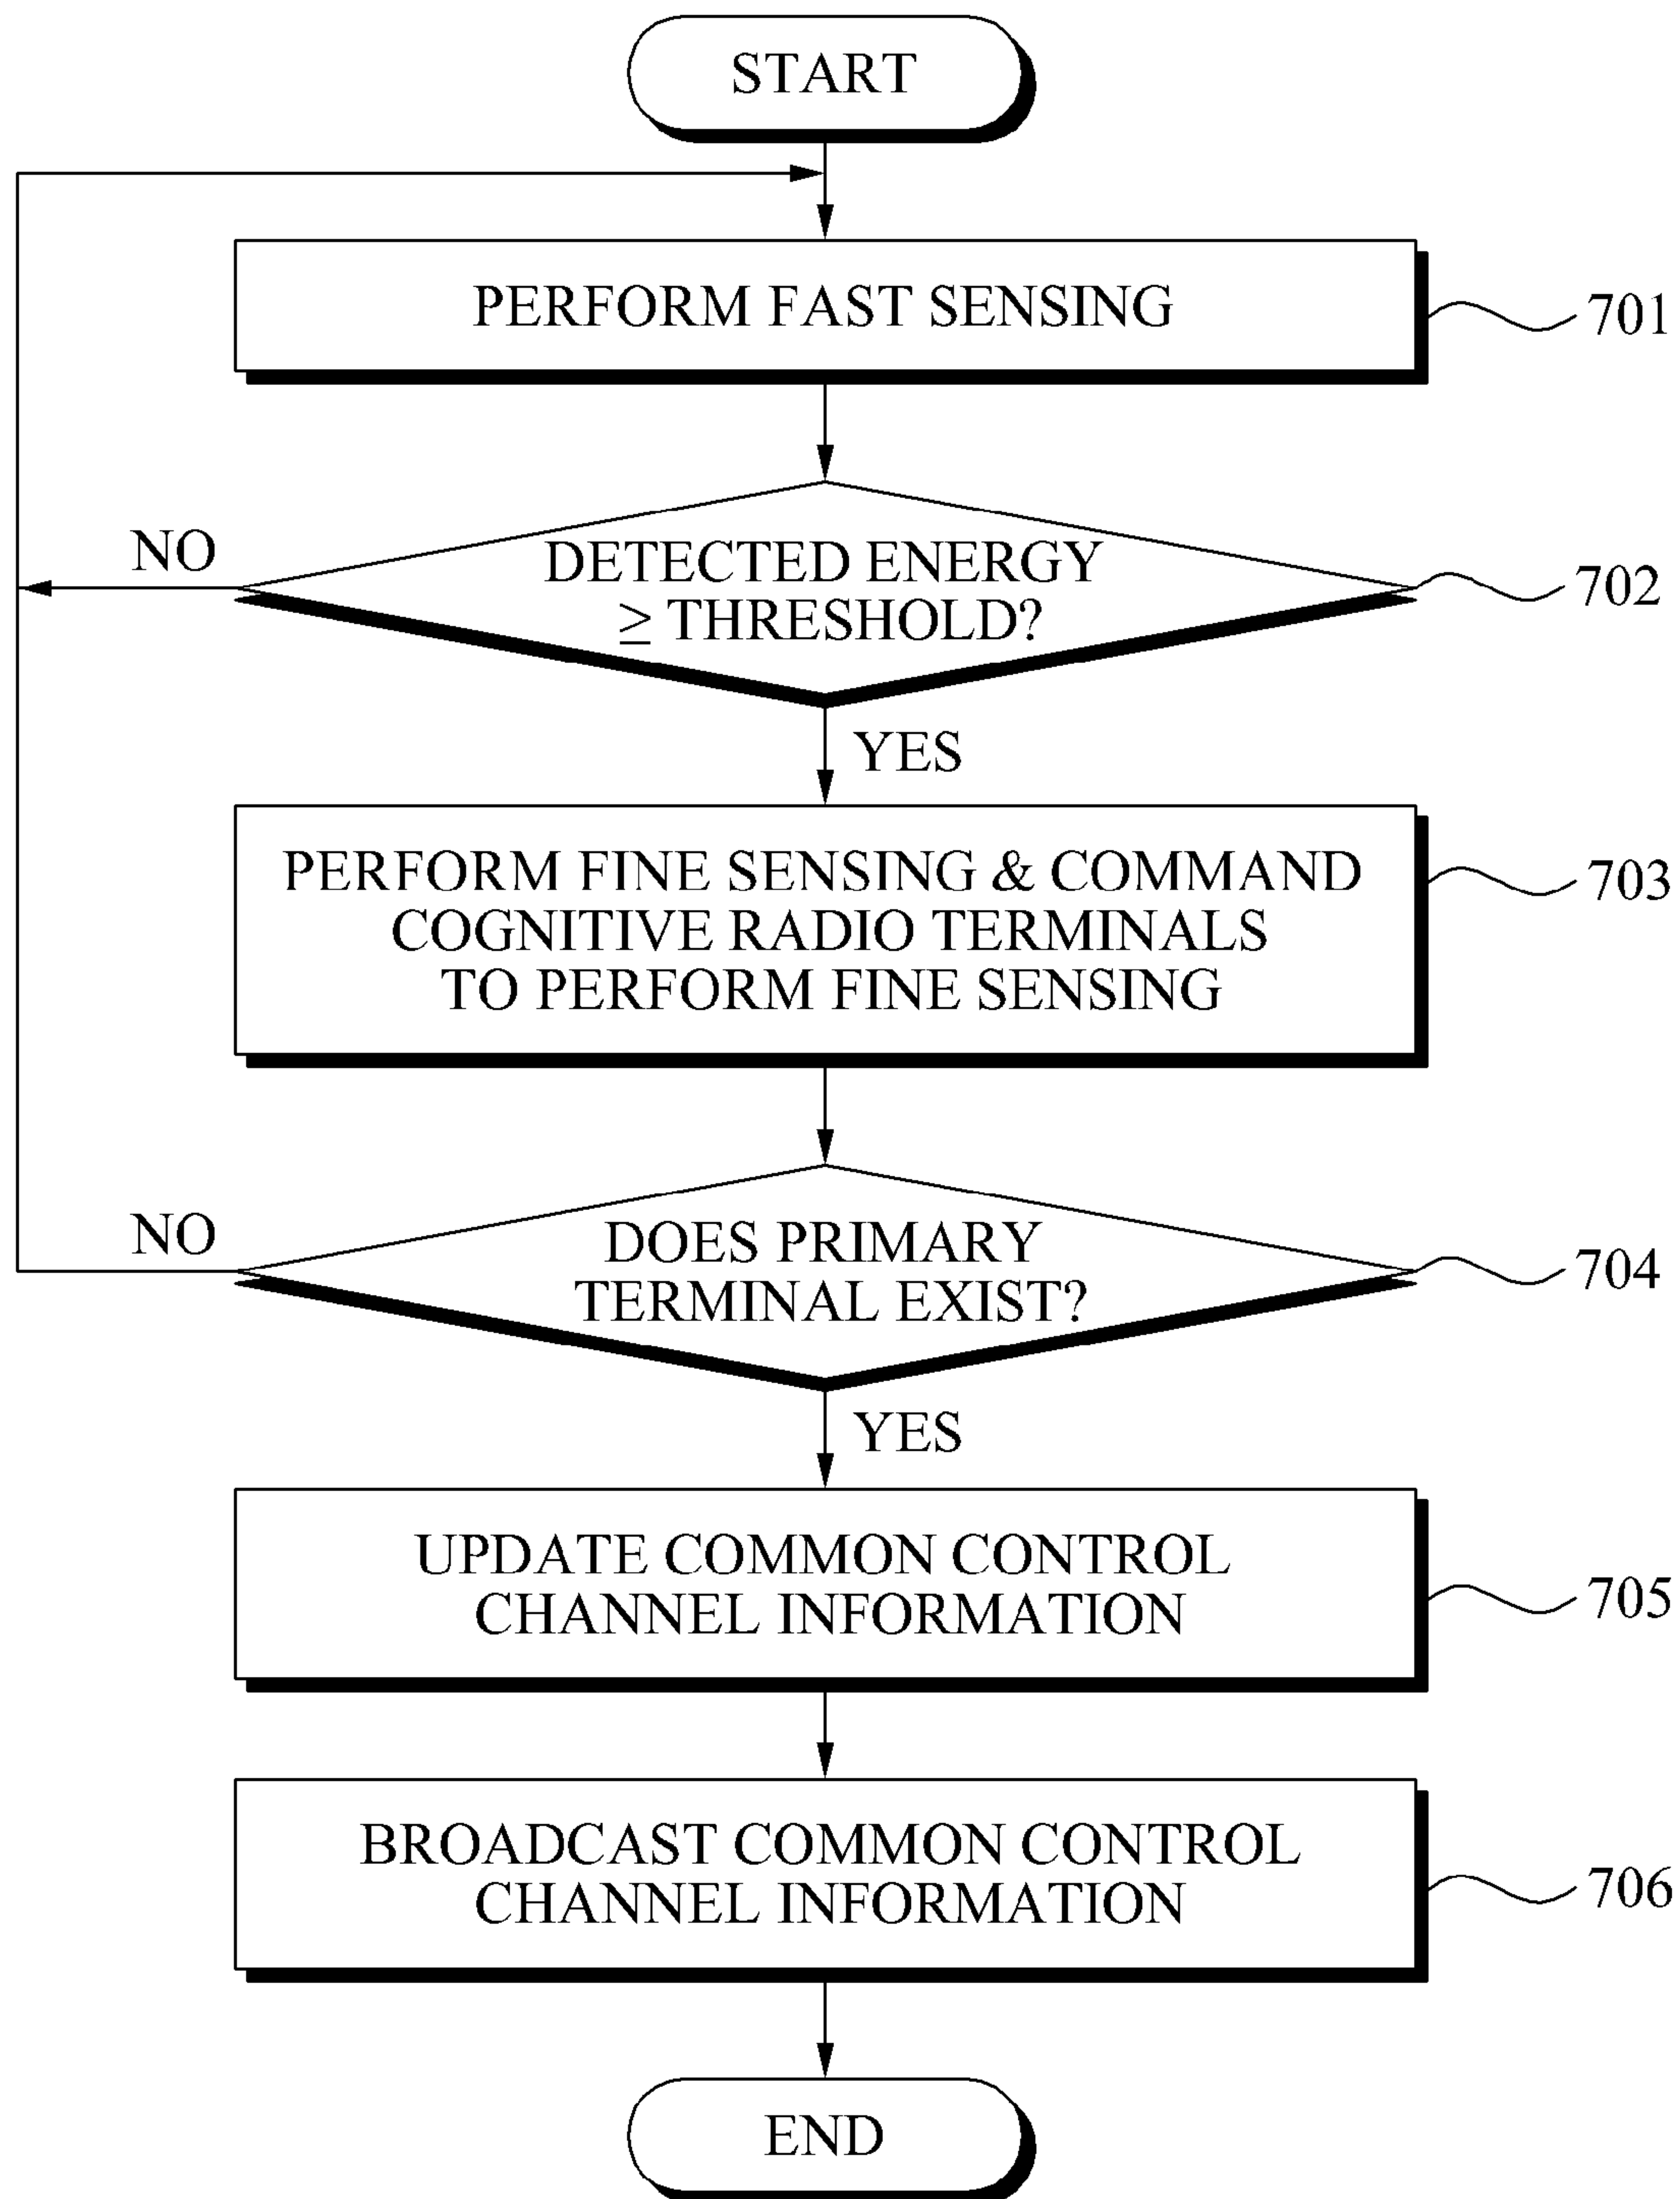 START
PERFORM FAST SENSING
701
NO
DETECTED ENERGY
≥ THRESHOLD?
702
YES
PERFORM FINE SENSING & COMMAND
COGNITIVE RADIO TERMINALS
TO PERFORM FINE SENSING
703
NO
DOES PRIMARY
TERMINAL EXIST?
704
YES
UPDATE COMMON CONTROL
CHANNEL INFORMATION
705
BROADCAST COMMON CONTROL
CHANNEL INFORMATION
706
END